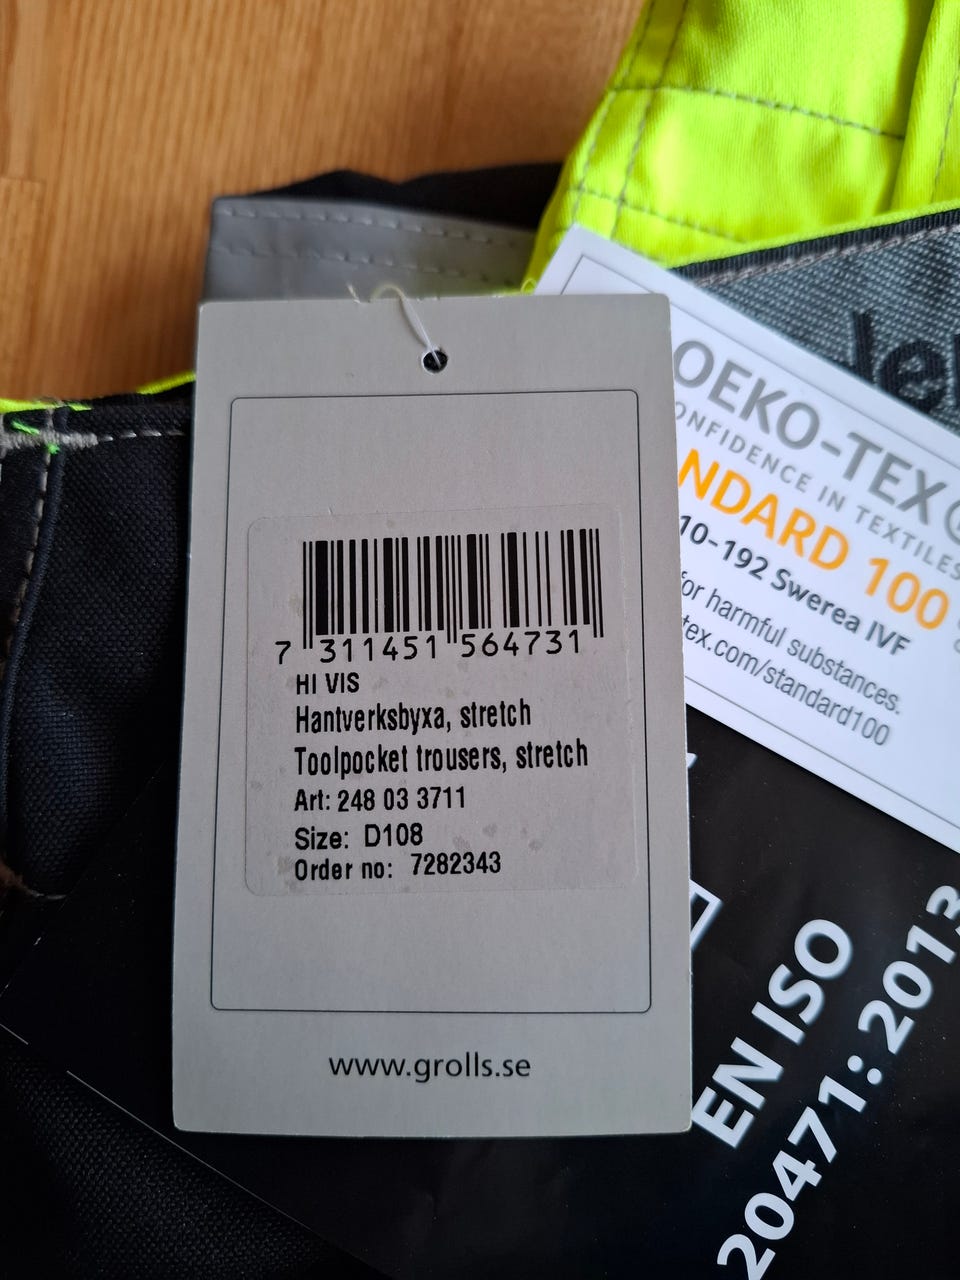 7 311451 564731
HI VIS
Hantverksbyxa, stretch
Toolpocket trousers, stretch
Art: 248 03 3711
Size: D108
Order no: 7282343
www.grolls.se
OEKO-TEX®
CONFIDENCE IN TEXTILES
STANDARD 100
10-192 Swerea IVF
for harmful substances.
tex.com/standard100
EN ISO
20471:2013